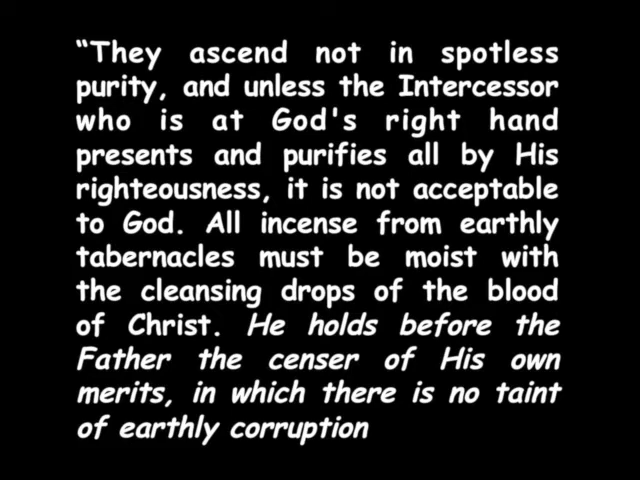 “They ascend not in spotless
purity, and unless the Intercessor
who is at God's right hand
presents and purifies all by His
righteousness, it is not acceptable
to God. All incense from earthly
tabernacles must be moist with
the cleansing drops of the blood
of Christ. He holds before the
Father the censer of His own
merits, in which there is no taint
of earthly corruption